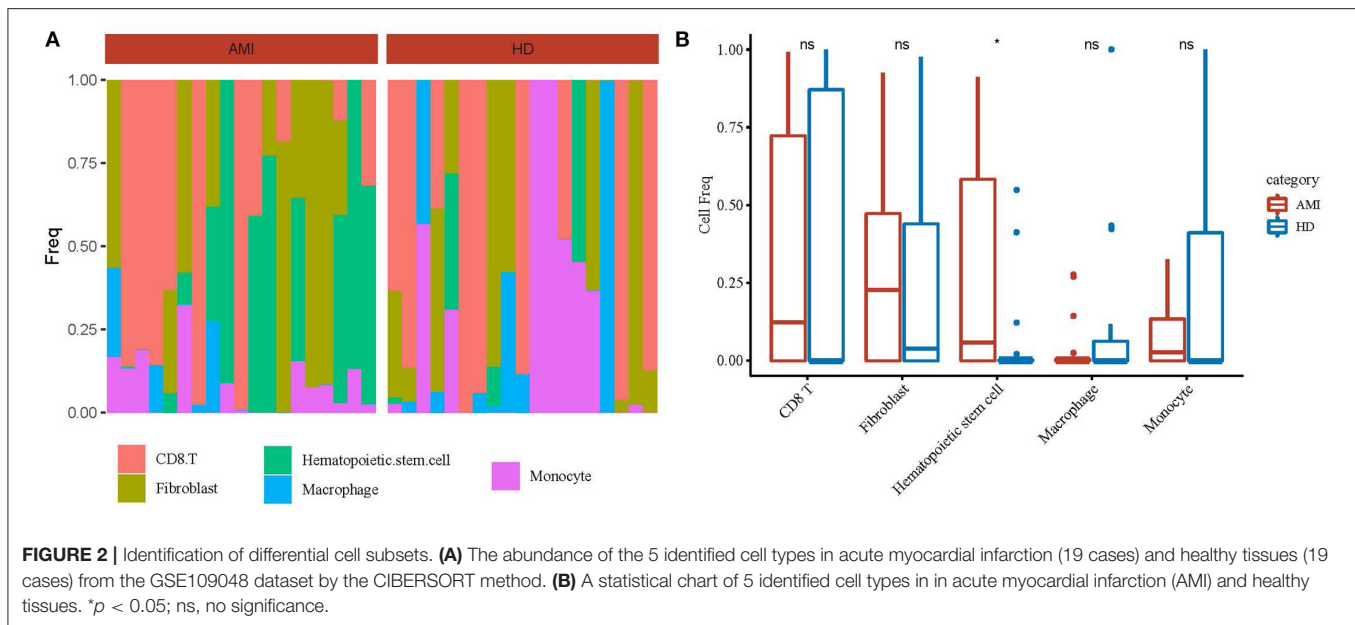 A
AMI
HD
1.00
0.75
0.50
0.25
0.00
Freq
CD8.T
Fibroblast
Hematopoietic.stem.cell
Macrophage
Monocyte
B
ns
ns
*
ns
ns
1.00
0.75
0.50
0.25
0.00
Cell Freq
CD8 T
Fibroblast
Hematopoietic stem cell
Macrophage
Monocyte
category
AMI
HD
FIGURE 2 | Identification of differential cell subsets. (A) The abundance of the 5 identified cell types in acute myocardial infarction (19 cases) and healthy tissues (19
cases) from the GSE109048 dataset by the CIBERSORT method. (B) A statistical chart of 5 identified cell types in in acute myocardial infarction (AMI) and healthy
tissues. *p < 0.05; ns, no significance.